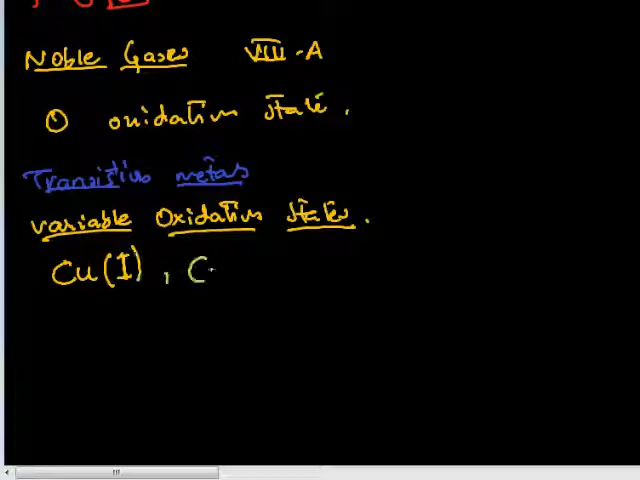 Noble Gases VIII-A
0 oxidation state.
Transition metals
variable Oxidation states.
Cu(I), C